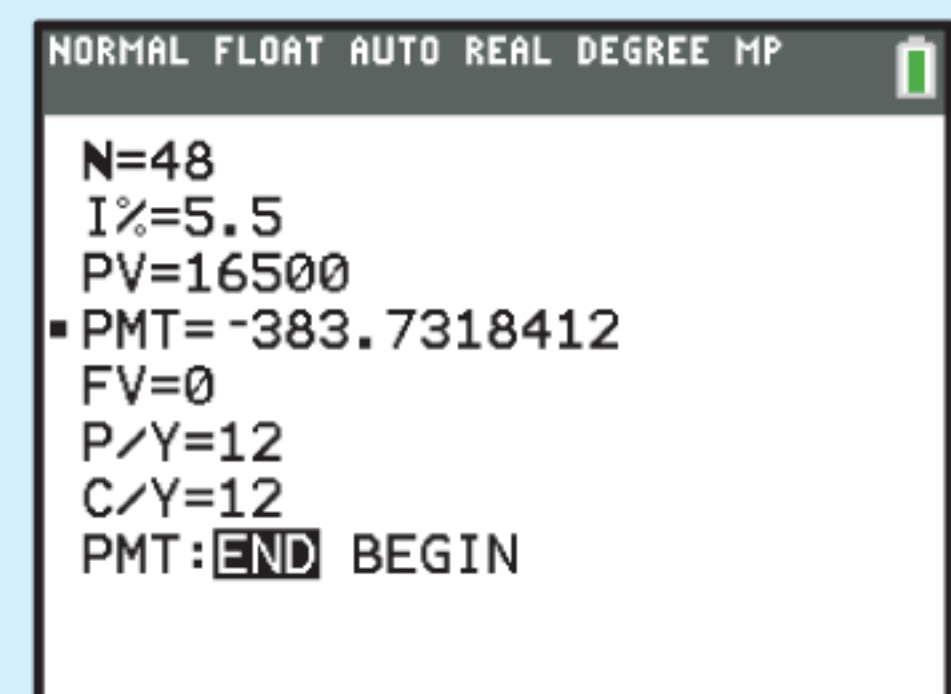 NORMAL FLOAT AUTO REAL DEGREE MP
N=48
I%=5.5
PV=16500
▪PMT=⁻383.7318412
FV=0
P/Y=12
C/Y=12
PMT:END BEGIN